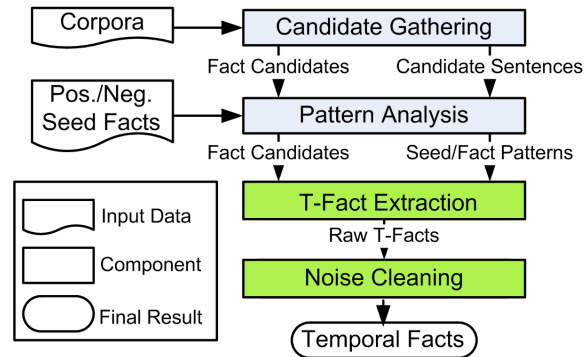 Corpora
Candidate Gathering
Fact Candidates
Candidate Sentences
Pos./Neg.
Seed Facts
Pattern Analysis
Fact Candidates
Seed/Fact Patterns
T-Fact Extraction
Raw T-Facts
Noise Cleaning
Temporal Facts
Input Data
Component
Final Result